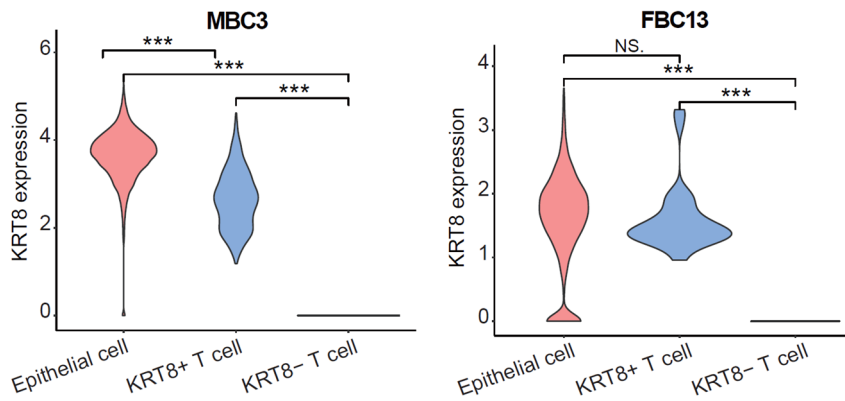 MBC3
KRT8 expression
6
4
2
0
***
***
***
Epithelial cell
KRT8+ T cell
KRT8− T cell
FBC13
KRT8 expression
4
3
2
1
0
NS.
***
***
Epithelial cell
KRT8+ T cell
KRT8− T cell